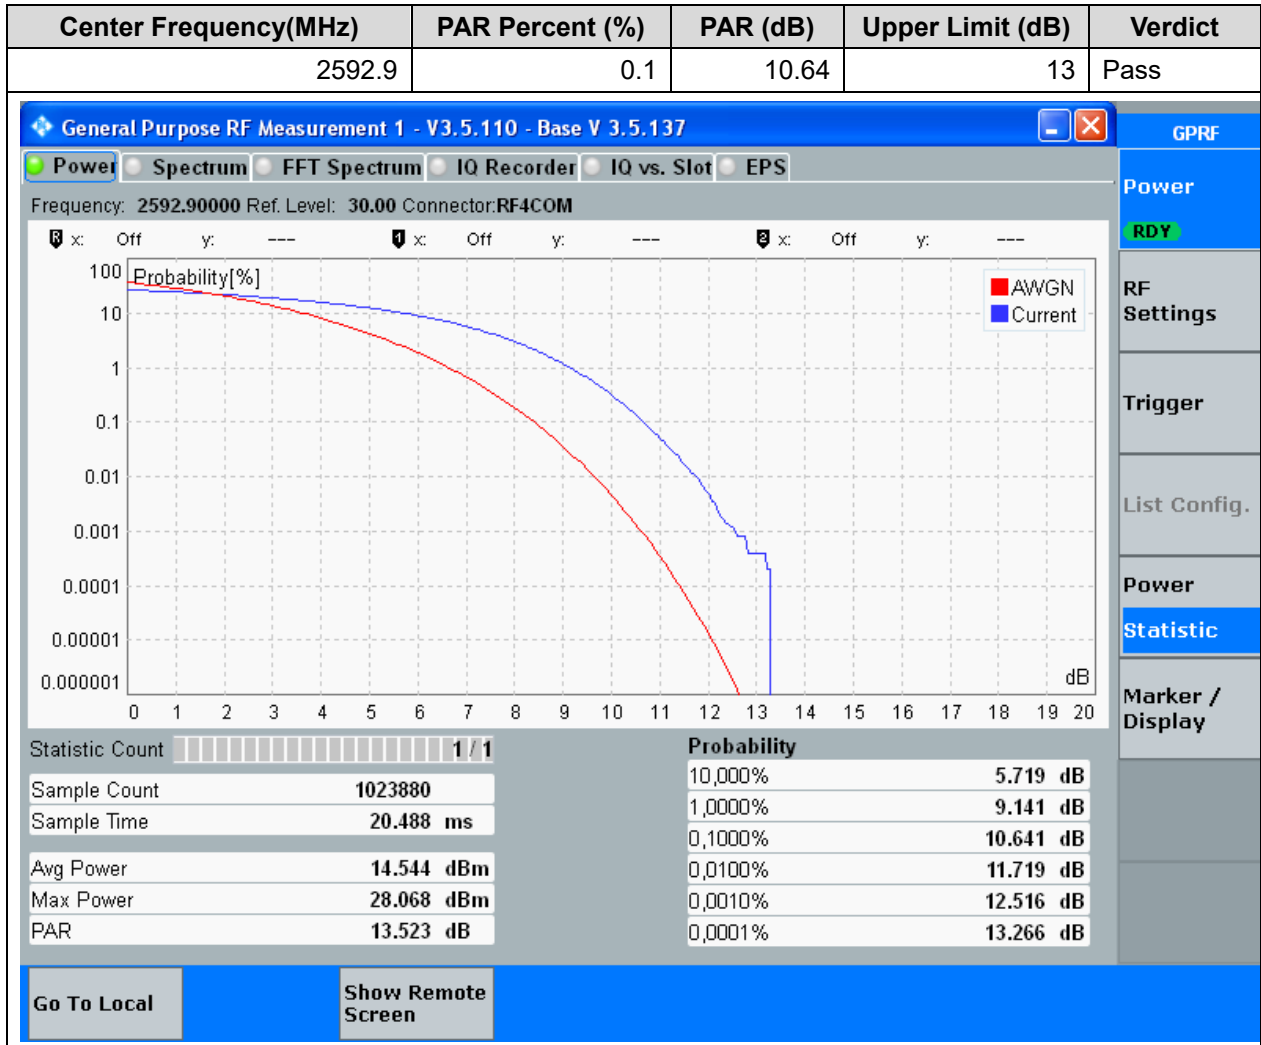 Center Frequency(MHz) PAR Percent (%) PAR (dB) Upper Limit (dB) Verdict
2592.9 0.1 10.64 13 Pass
General Purpose RF Measurement 1 - V3.5.110 - Base V 3.5.137
GPRF
Power Spectrum FFT Spectrum IQ Recorder IQ vs. Slot EPS
Frequency: 2592.90000 Ref. Level: 30.00 Connector:RF4COM
R x: Off y: --- 1 x: Off y: --- 2 x: Off y: ---
Probability[%]
AWGN
Current
100
10
1
0.1
0.01
0.001
0.0001
0.00001
0.000001
dB
0 1 2 3 4 5 6 7 8 9 10 11 12 13 14 15 16 17 18 19 20
Statistic Count 1 / 1
Sample Count 1023880
Sample Time 20.488 ms
Avg Power 14.544 dBm
Max Power 28.068 dBm
PAR 13.523 dB
Probability
10,000% 5.719 dB
1,0000% 9.141 dB
0,1000% 10.641 dB
0,0100% 11.719 dB
0,0010% 12.516 dB
0,0001% 13.266 dB
Power
RDY
RF
Settings
Trigger
List Config.
Power
Statistic
Marker /
Display
Go To Local
Show Remote
Screen